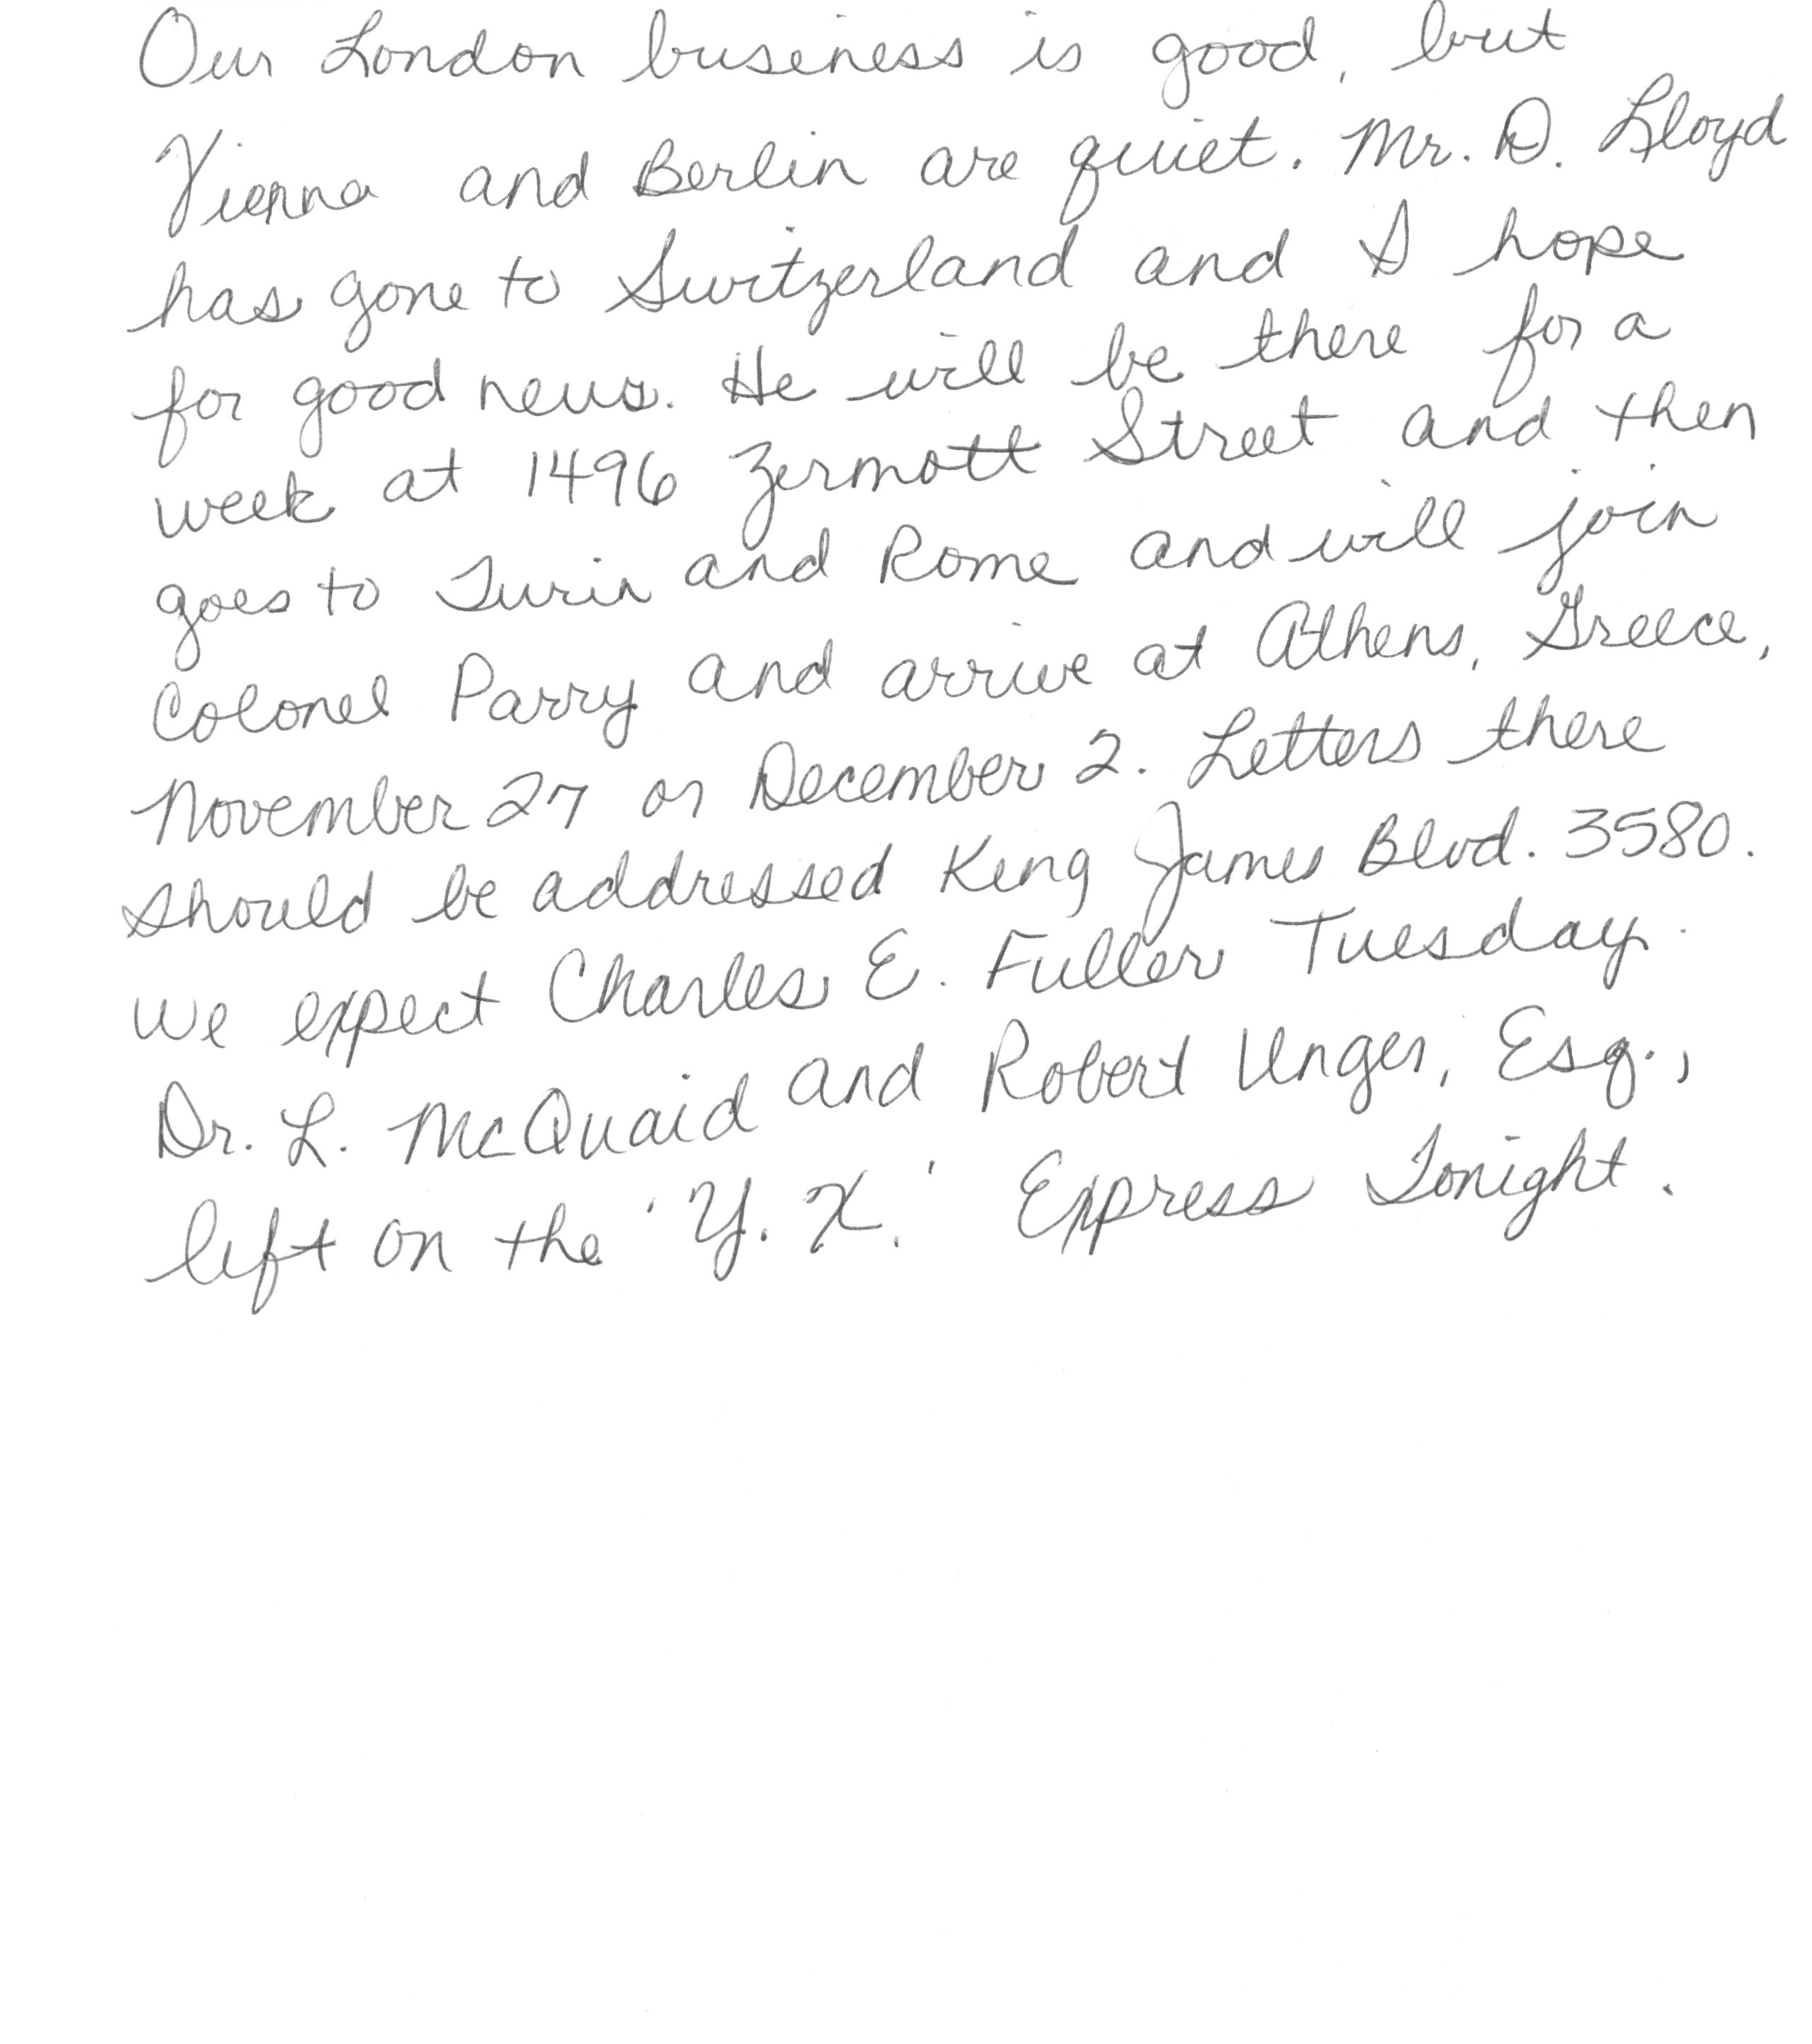 Our London business is good, but
Vienna and Berlin are quiet. Mr. D. Lloyd
has gone to Switzerland and I hope
for good news. He will be there for a
week at 1496 Zermott Street and then
goes to Turin and Rome and will join
Colonel Parry and arrive at Athens, Greece,
November 27 or December 2. Letters there
should be addressed King James Blvd. 3580.
We expect Charles E. Fuller Tuesday.
Dr. L. McQuaid and Robert Unger, Esq.,
left on the 'Y. X.' Express Tonight.